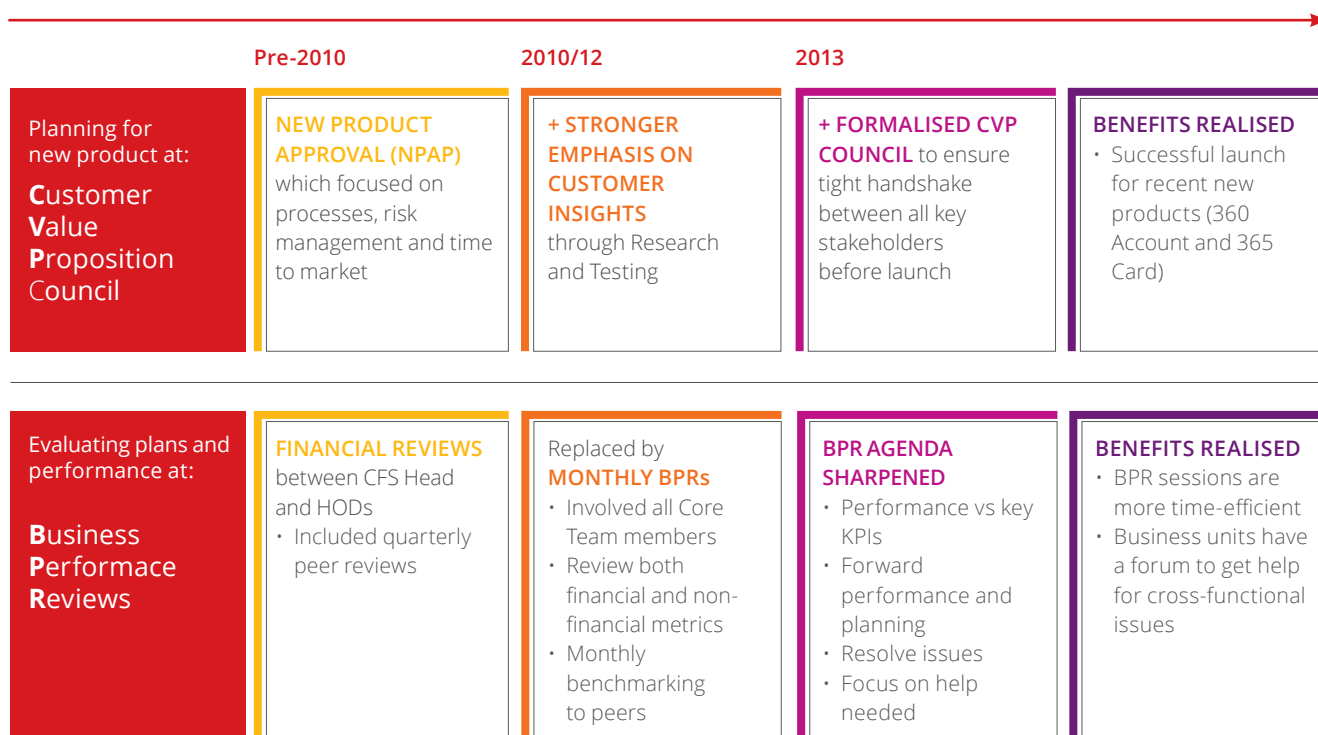 Pre-2010
2010/12
2013
Planning for
new product at:
Customer
Value
Proposition
Council
NEW PRODUCT
APPROVAL (NPAP)
which focused on
processes, risk
management and time
to market
+ STRONGER
EMPHASIS ON
CUSTOMER
INSIGHTS
through Research
and Testing
+ FORMALISED CVP
COUNCIL to ensure
tight handshake
between all key
stakeholders
before launch
BENEFITS REALISED
• Successful launch
for recent new
products (360
Account and 365
Card)
Evaluating plans and
performance at:
Business
Performace
Reviews
FINANCIAL REVIEWS
between CFS Head
and HODs
• Included quarterly
peer reviews
Replaced by
MONTHLY BPRs
• Involved all Core
Team members
• Review both
financial and non-
financial metrics
• Monthly
benchmarking
to peers
BPR AGENDA
SHARPENED
• Performance vs key
KPIs
• Forward
performance and
planning
• Resolve issues
• Focus on help
needed
BENEFITS REALISED
• BPR sessions are
more time-efficient
• Business units have
a forum to get help
for cross-functional
issues